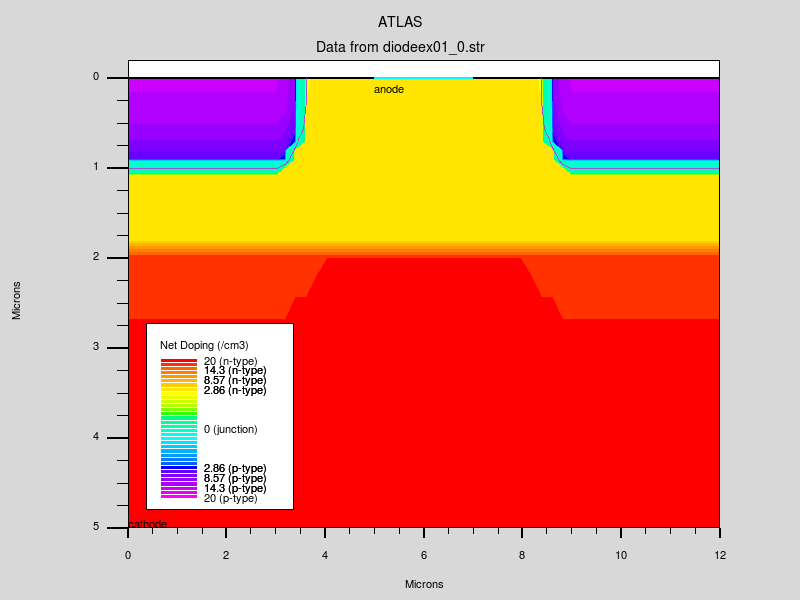 ATLAS
Data from diodeex01_0.str
0
anode
1
2
3
4
5
Microns
Net Doping (/cm3)
20 (n-type)
14.3 (n-type)
8.57 (n-type)
2.86 (n-type)
0 (junction)
2.86 (p-type)
8.57 (p-type)
14.3 (p-type)
20 (p-type)
cathode
0 2 4 6 8 10 12
Microns